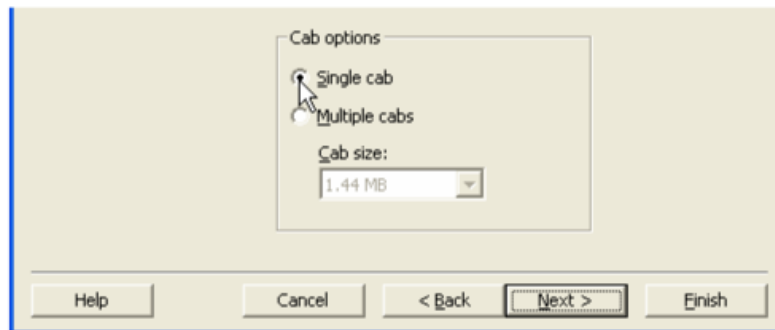 Cab options
Single cab
Multiple cabs
Cab size:
1.44 MB
Help Cancel < Back Next > Finish